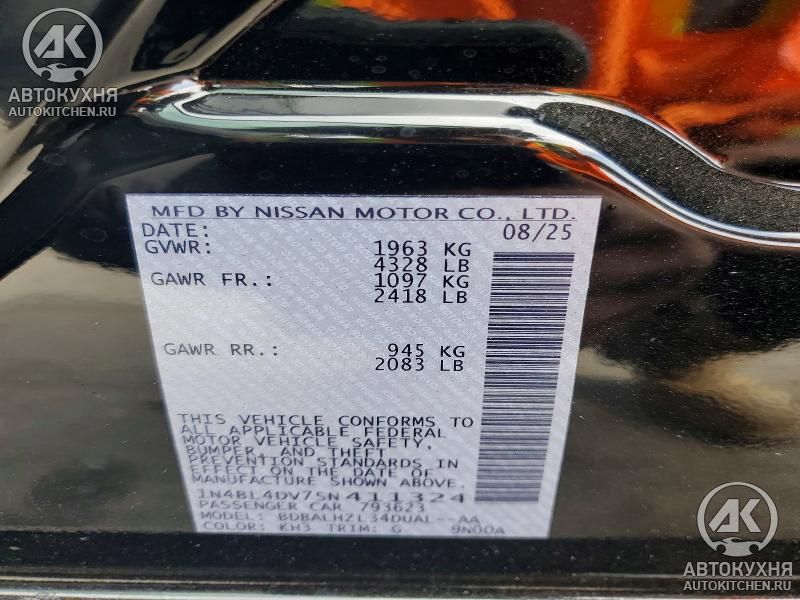 АК
АВТОКУХНЯ
AUTOKITCHEN.RU
MFD BY NISSAN MOTOR CO., LTD.
DATE: 08/25
GVWR: 1963 KG
4328 LB
GAWR FR.: 1097 KG
2418 LB
GAWR RR.: 945 KG
2083 LB
THIS VEHICLE CONFORMS TO
ALL APPLICABLE FEDERAL
MOTOR VEHICLE SAFETY,
BUMPER, AND THEFT
PREVENTION STANDARDS IN
EFFECT ON THE DATE OF
MANUFACTURE SHOWN ABOVE
1N4BL4DV7SN411324
PASSENGER CAR 793623
MODEL: BDBALHZL34DUAL--AA
COLOR: KH3 TRIM: G 9N00A
АК
АВТОКУХНЯ
AUTOKITCHEN.RU